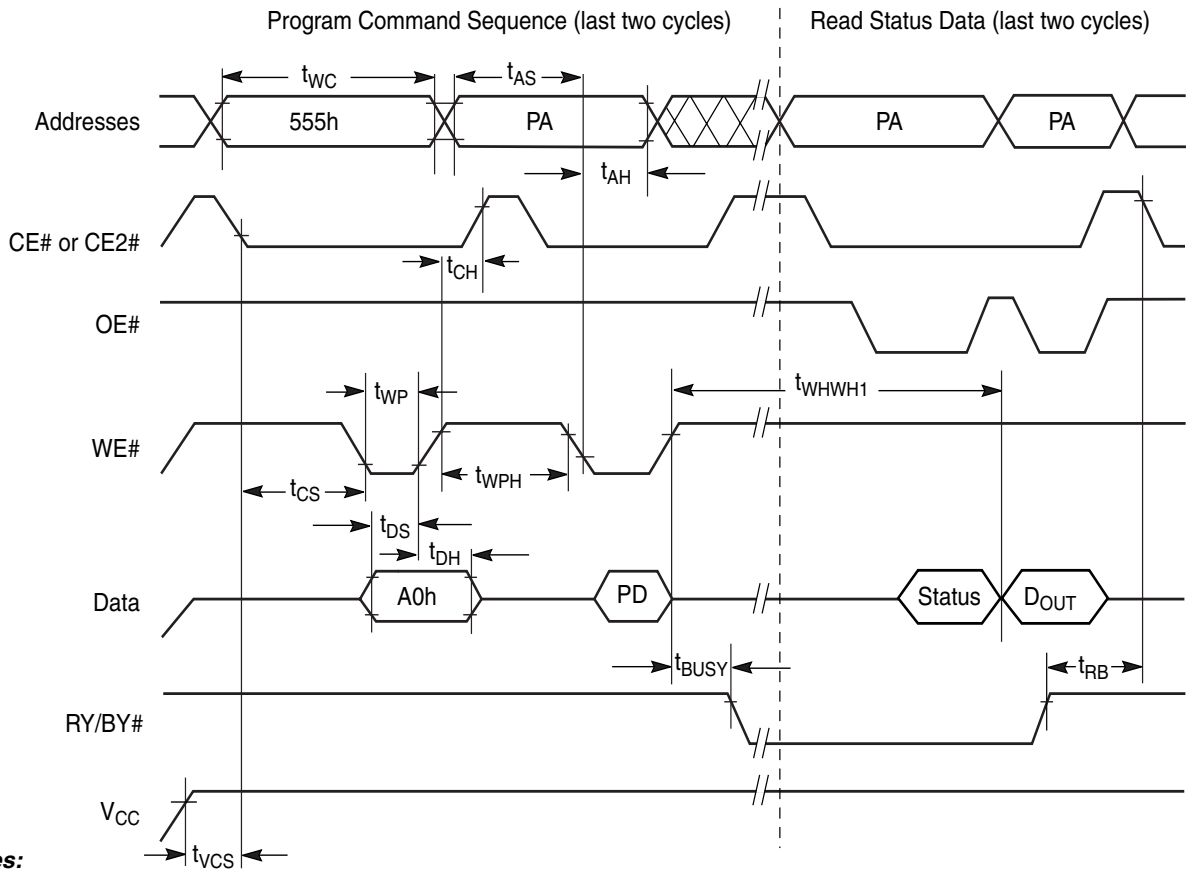 Program Command Sequence (last two cycles) Read Status Data (last two cycles)
tWC tAS
Addresses 555h PA PA PA
tAH
CE# or CE2#
tCH
OE#
tWP tWHWH1
WE#
tWPH
tCS
tDS
tDH
Data A0h PD Status DOUT
tBUSY tRB
RY/BY#
VCC
tVCS
es: